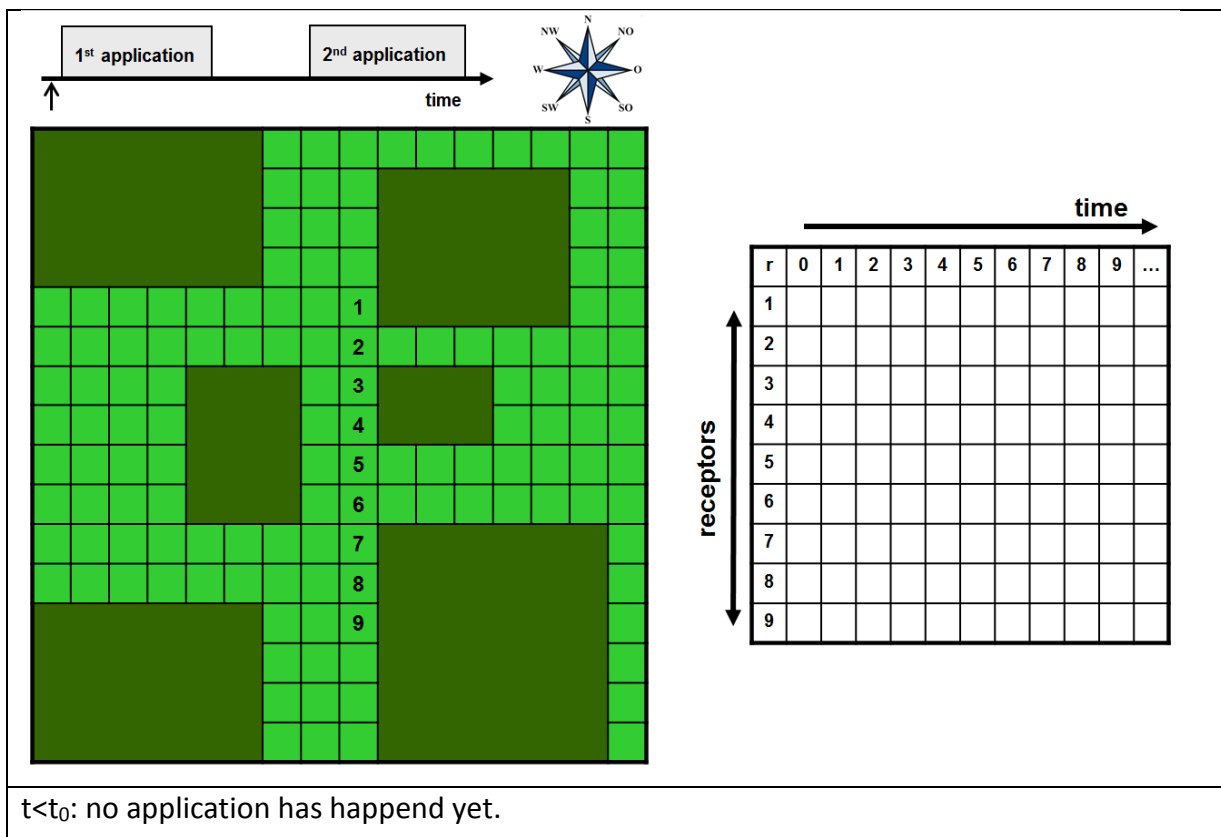 1st application
2nd application
time
N
NW
NO
W
O
SW
SO
S
time
r 0 1 2 3 4 5 6 7 8 9 ...
1
2
3
4
5
6
7
8
9
receptors
1
2
3
4
5
6
7
8
9
t<t0: no application has happend yet.